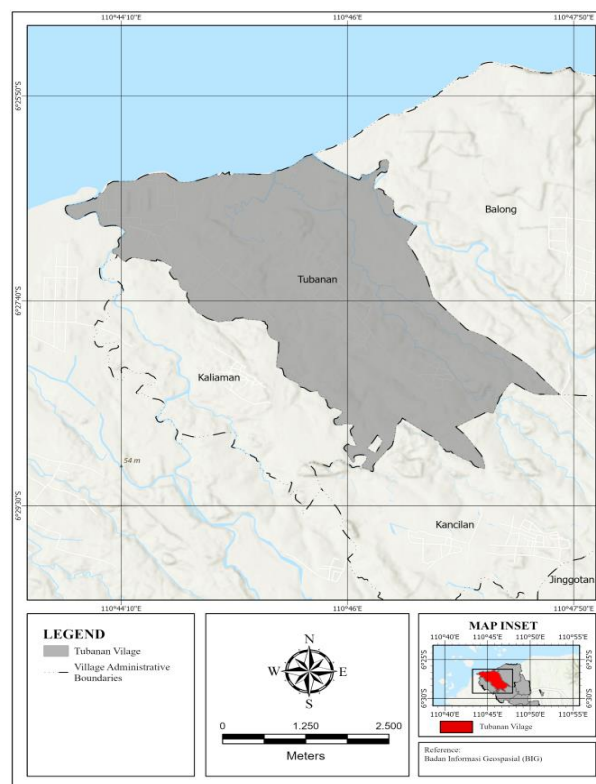 110°44'10"E 110°46'E 110°47'50"E
6°25'50"S
Balong
Tubanan
6°27'40"S
Kaliaman
54 m
6°29'30"S
Kancilan
Jinggotan
110°44'10"E 110°46'E 110°47'50"E
LEGEND
Tubanan Vilage
Village Administrative
Boundaries
N
W E
S
0 1.250 2.500
Meters
MAP INSET
110°40'E 110°45'E 110°50'E 110°55'E
6°25'S 6°25'S
6°30'S 6°30'S
110°40'E 110°45'E 110°50'E 110°55'E
Tubanan Vilage
Reference:
Badan Informasi Geospasial (BIG)